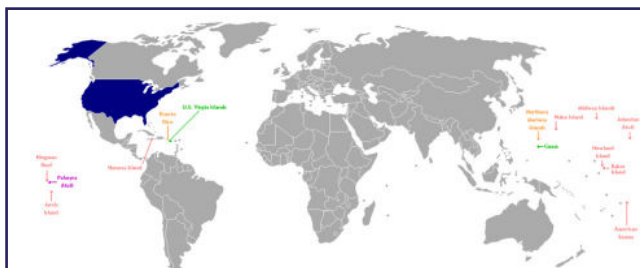 U.S. Virgin Islands
Puerto
Rico
Navassa Island
Kingman
Reef
Palmyra
Atoll
Jarvis
Island
Northern
Mariana
Islands
Guam
Wake Island
Midway Islands
Johnston
Atoll
Howland
Island
Baker
Island
American
Samoa